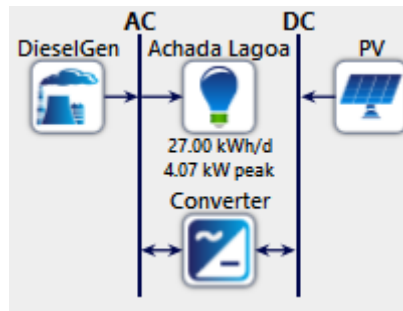 AC DC
DieselGen Achada Lagoa PV
27.00 kWh/d
4.07 kW peak
Converter